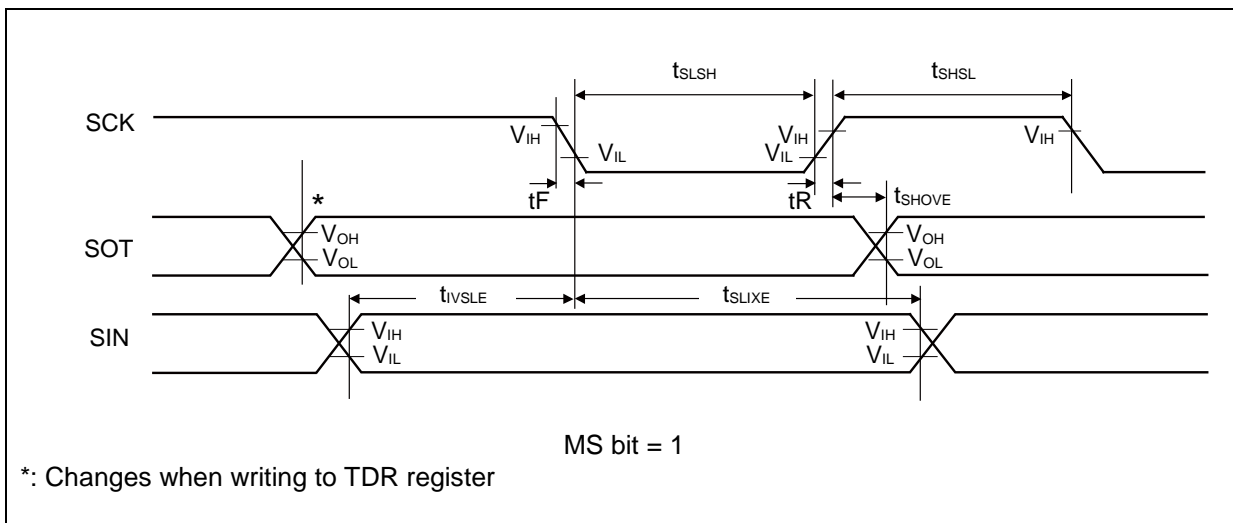 tSLSH tSHSL
SCK VIH VIL VIH VIL VIH
tF tR tSHOVE
* 
SOT VOH VOL VOH VOL
tIVSLE tSLIXE
SIN VIH VIL VIH VIL
MS bit = 1
*: Changes when writing to TDR register